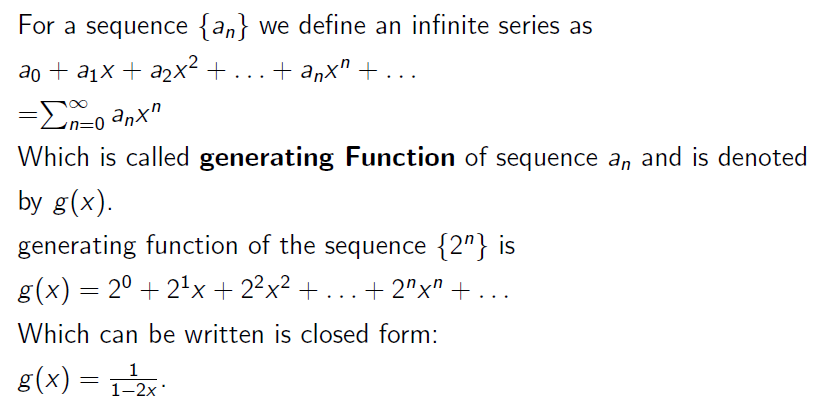 For a sequence {aₙ} we define an infinite series as
a₀ + a₁x + a₂x² + . . . + aₙxⁿ + . . .
=∑ₙ₌₀^∞ aₙxⁿ
Which is called generating Function of sequence aₙ and is denoted
by g(x).
generating function of the sequence {2ⁿ} is
g(x) = 2⁰ + 2¹x + 2²x² + . . . + 2ⁿxⁿ + . . .
Which can be written is closed form:
g(x) = 1/(1−2x).